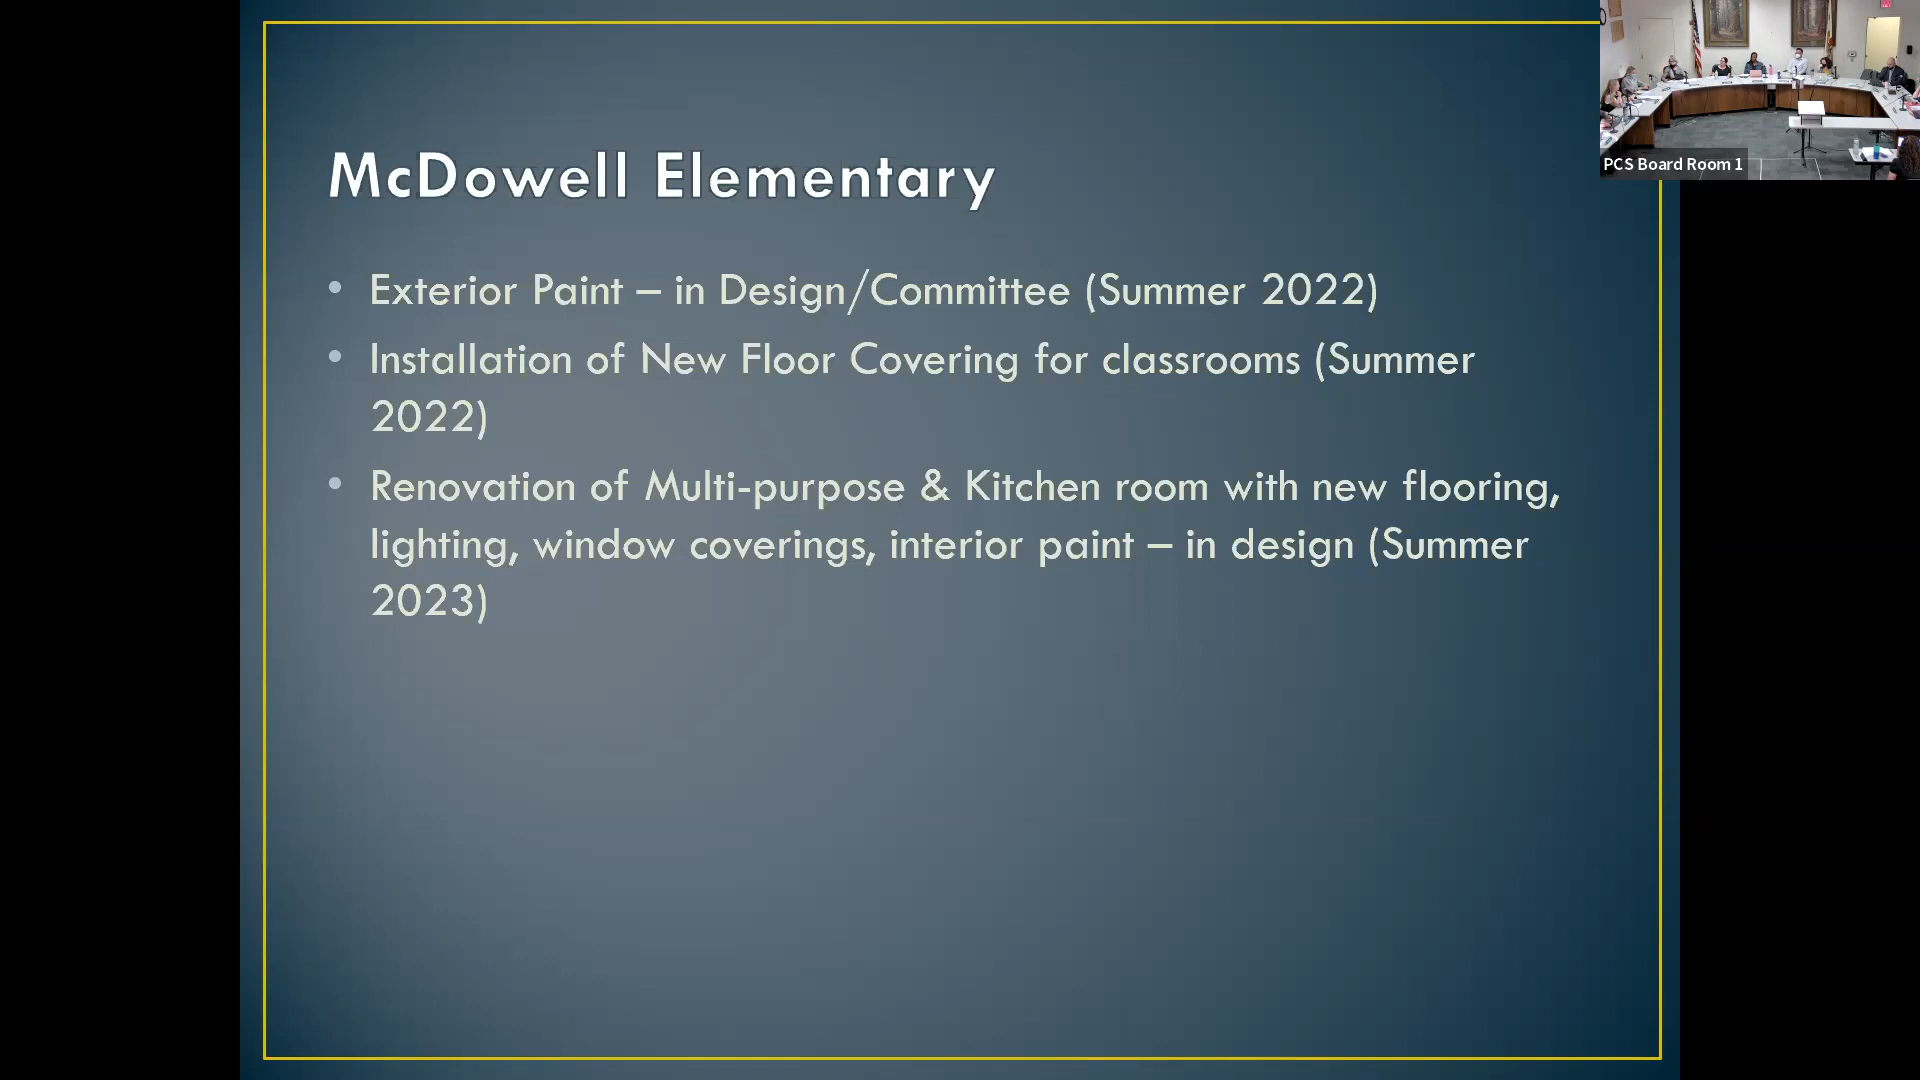 McDowell Elementary
• Exterior Paint – in Design/Committee (Summer 2022)
• Installation of New Floor Covering for classrooms (Summer
2022)
• Renovation of Multi-purpose & Kitchen room with new flooring,
lighting, window coverings, interior paint – in design (Summer
2023)
PCS Board Room 1